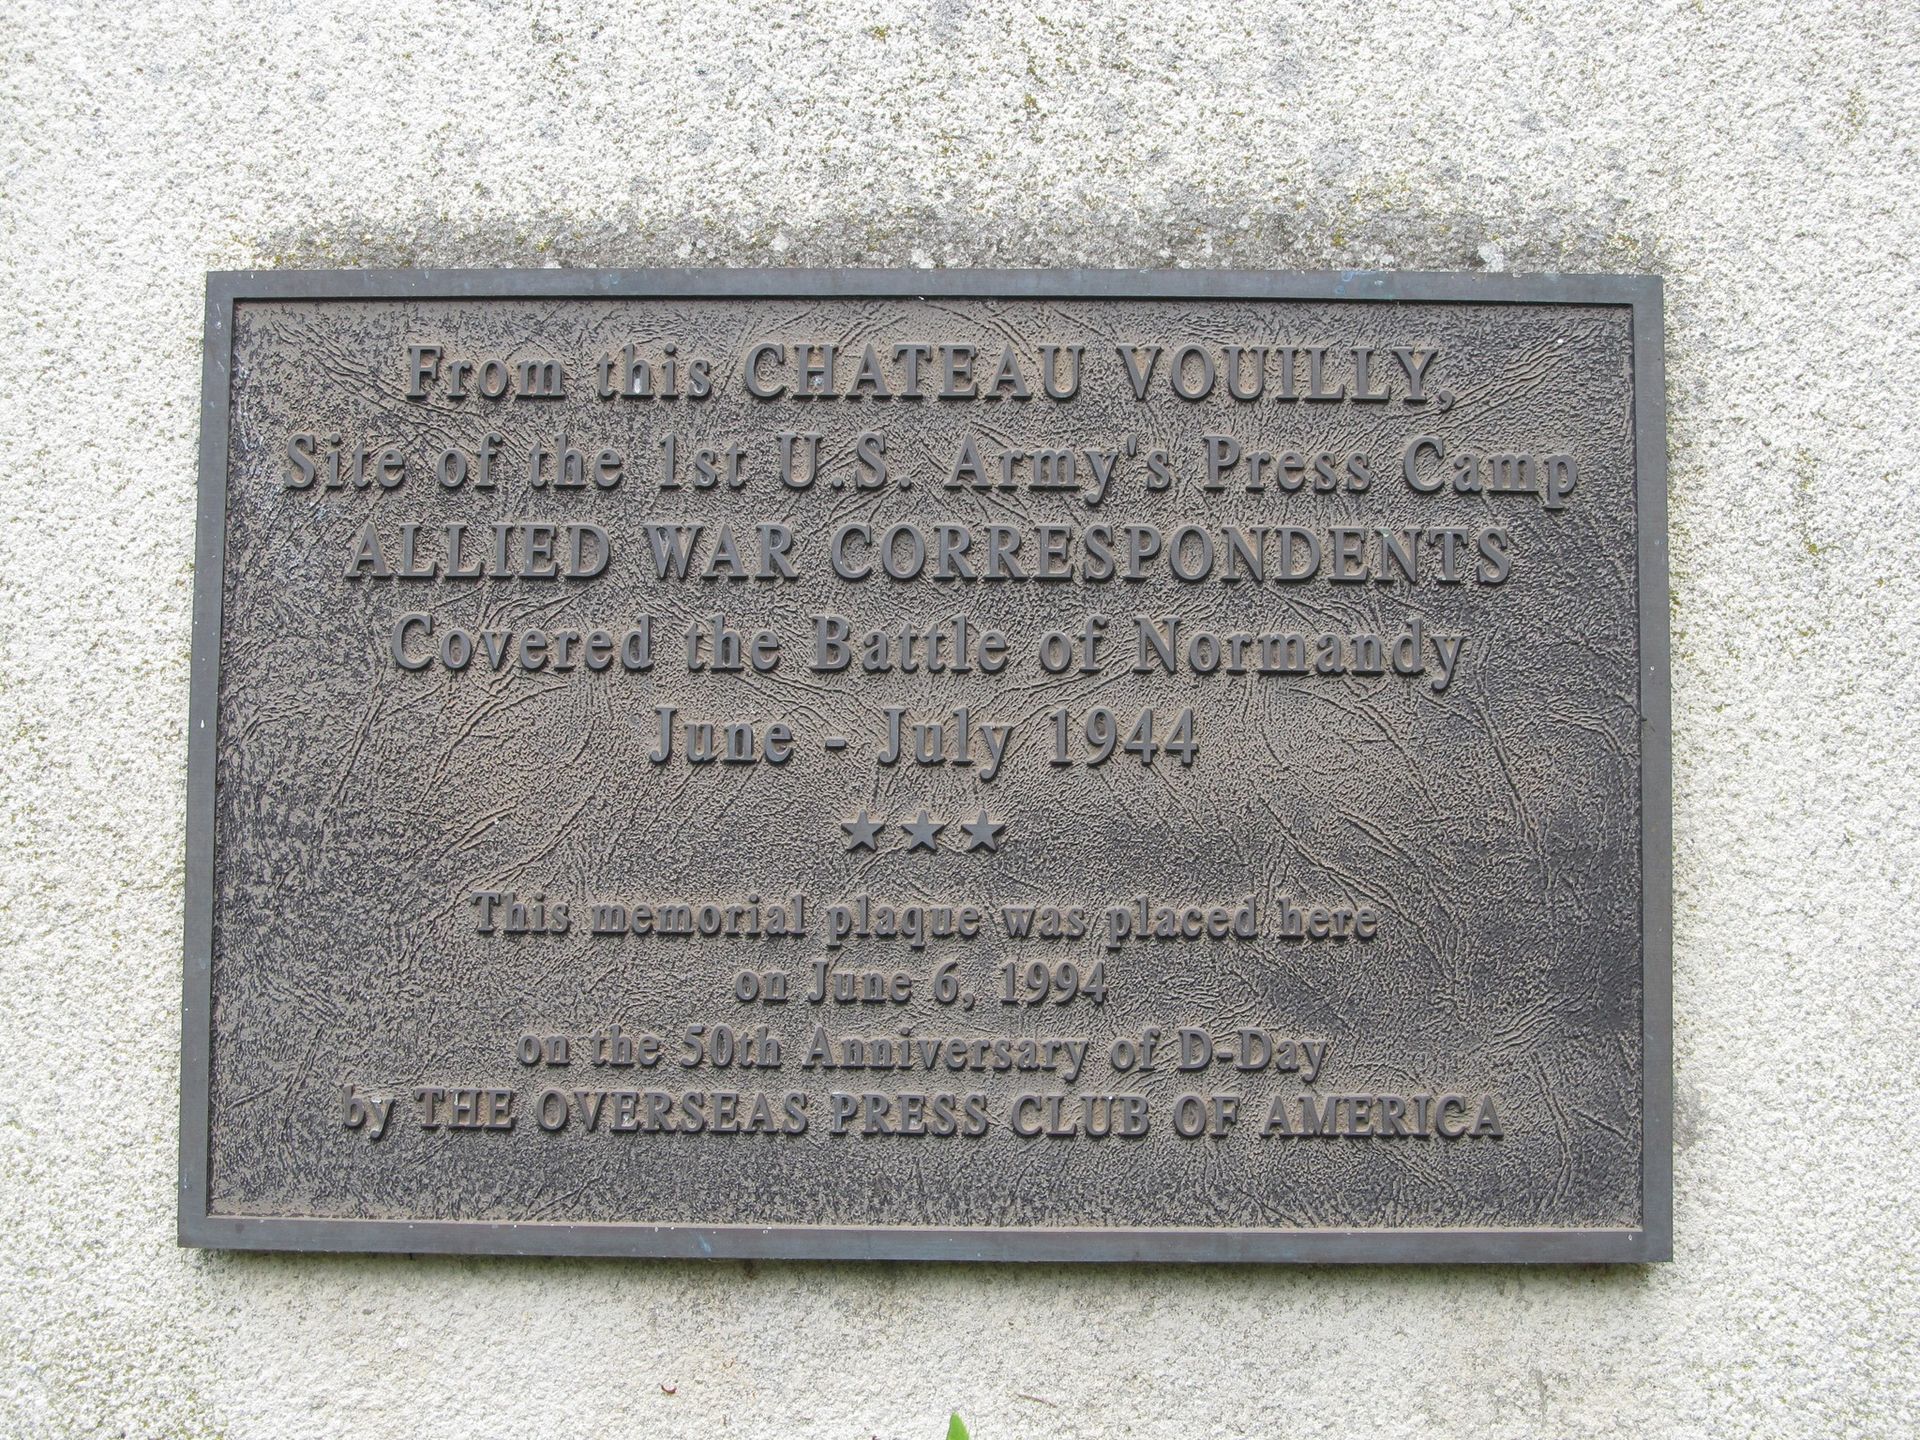 From this CHATEAU VOUILLY,
Site of the 1st U.S. Army's Press Camp
ALLIED WAR CORRESPONDENTS
Covered the Battle of Normandy
June - July 1944
★ ★ ★
This memorial plaque was placed here
on June 6, 1994
on the 50th Anniversary of D-Day
by THE OVERSEAS PRESS CLUB OF AMERICA